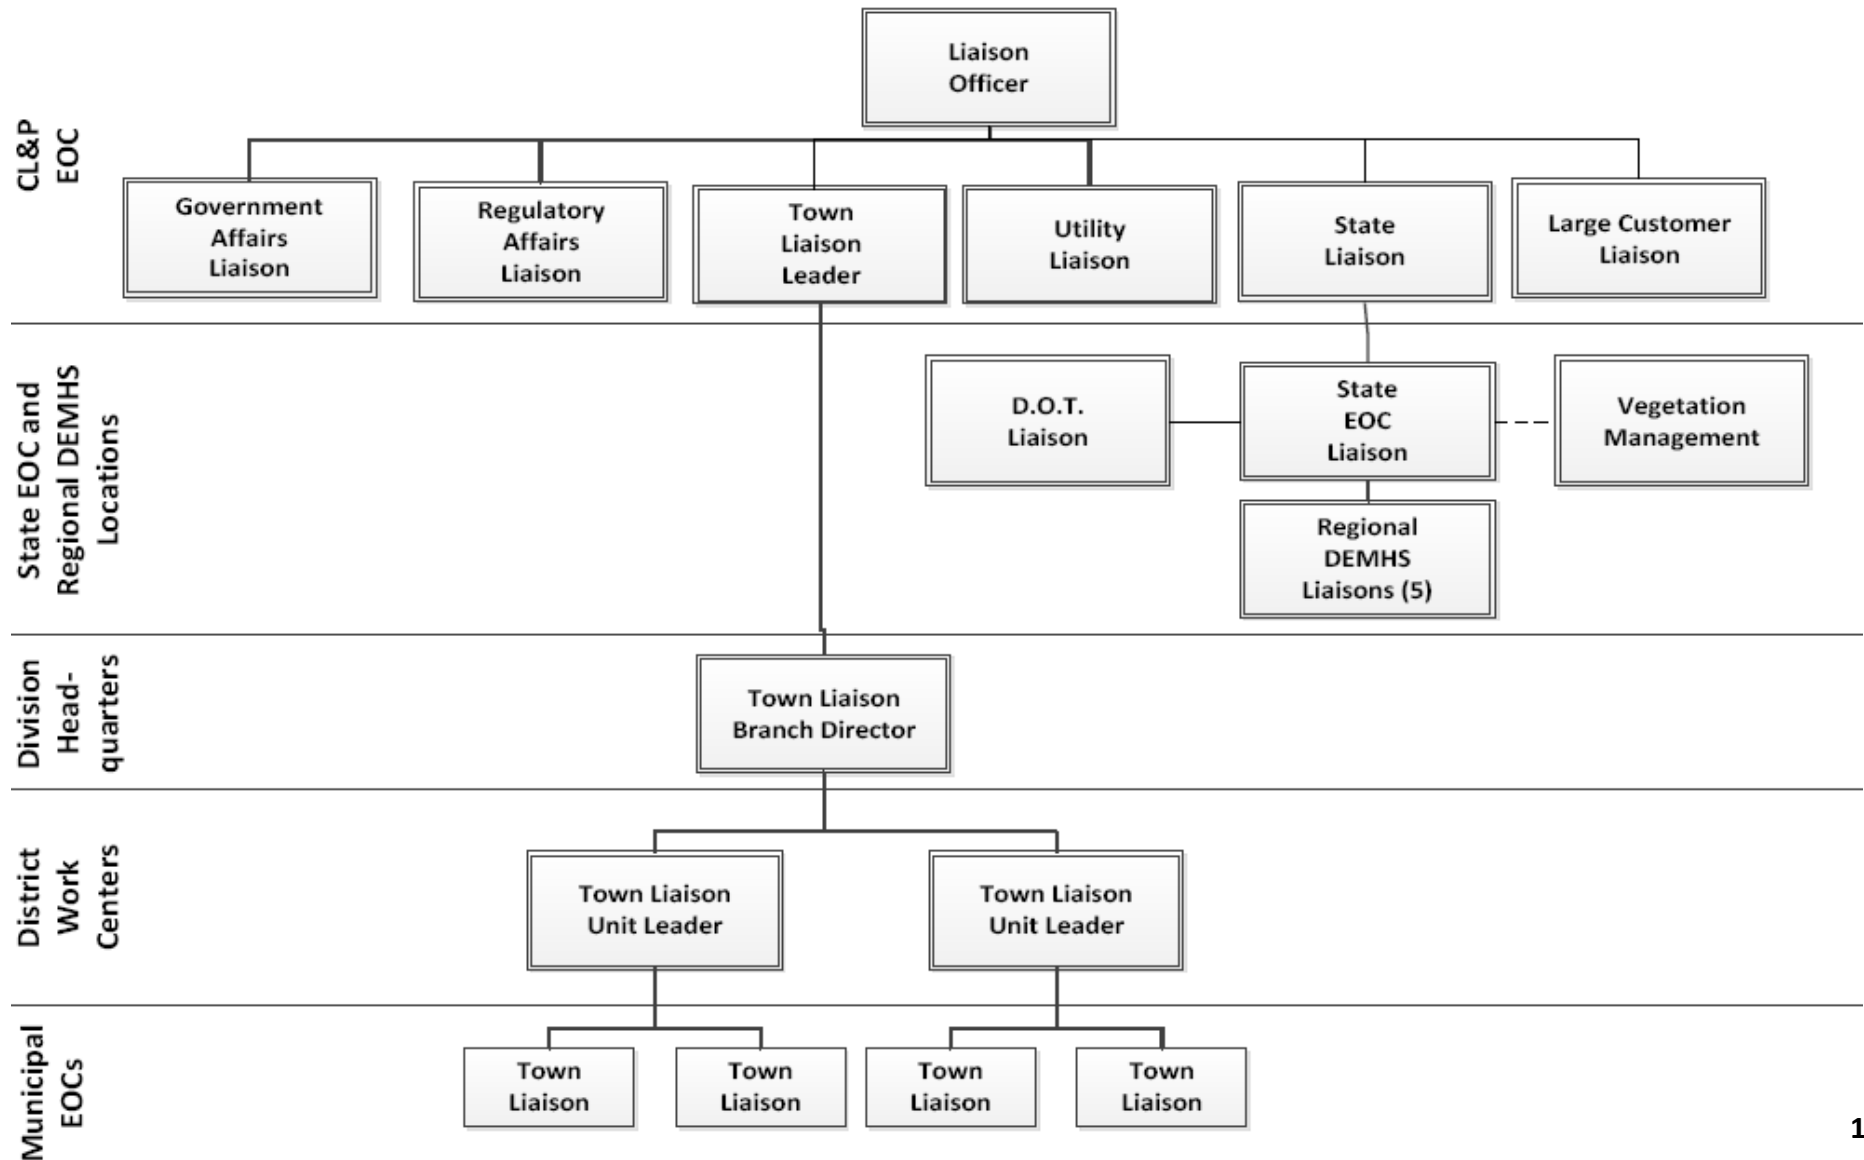 CL&P
EOC
Liaison
Officer
Government
Affairs
Liaison
Regulatory
Affairs
Liaison
Town
Liaison
Leader
Utility
Liaison
State
Liaison
Large Customer
Liaison
State EOC and
Regional DEMHS
Locations
D.O.T.
Liaison
State
EOC
Liaison
Vegetation
Management
Regional
DEMHS
Liaisons (5)
Division
Head-
quarters
Town Liaison
Branch Director
District
Work
Centers
Town Liaison
Unit Leader
Town Liaison
Unit Leader
Municipal
EOCs
Town
Liaison
Town
Liaison
Town
Liaison
Town
Liaison
1